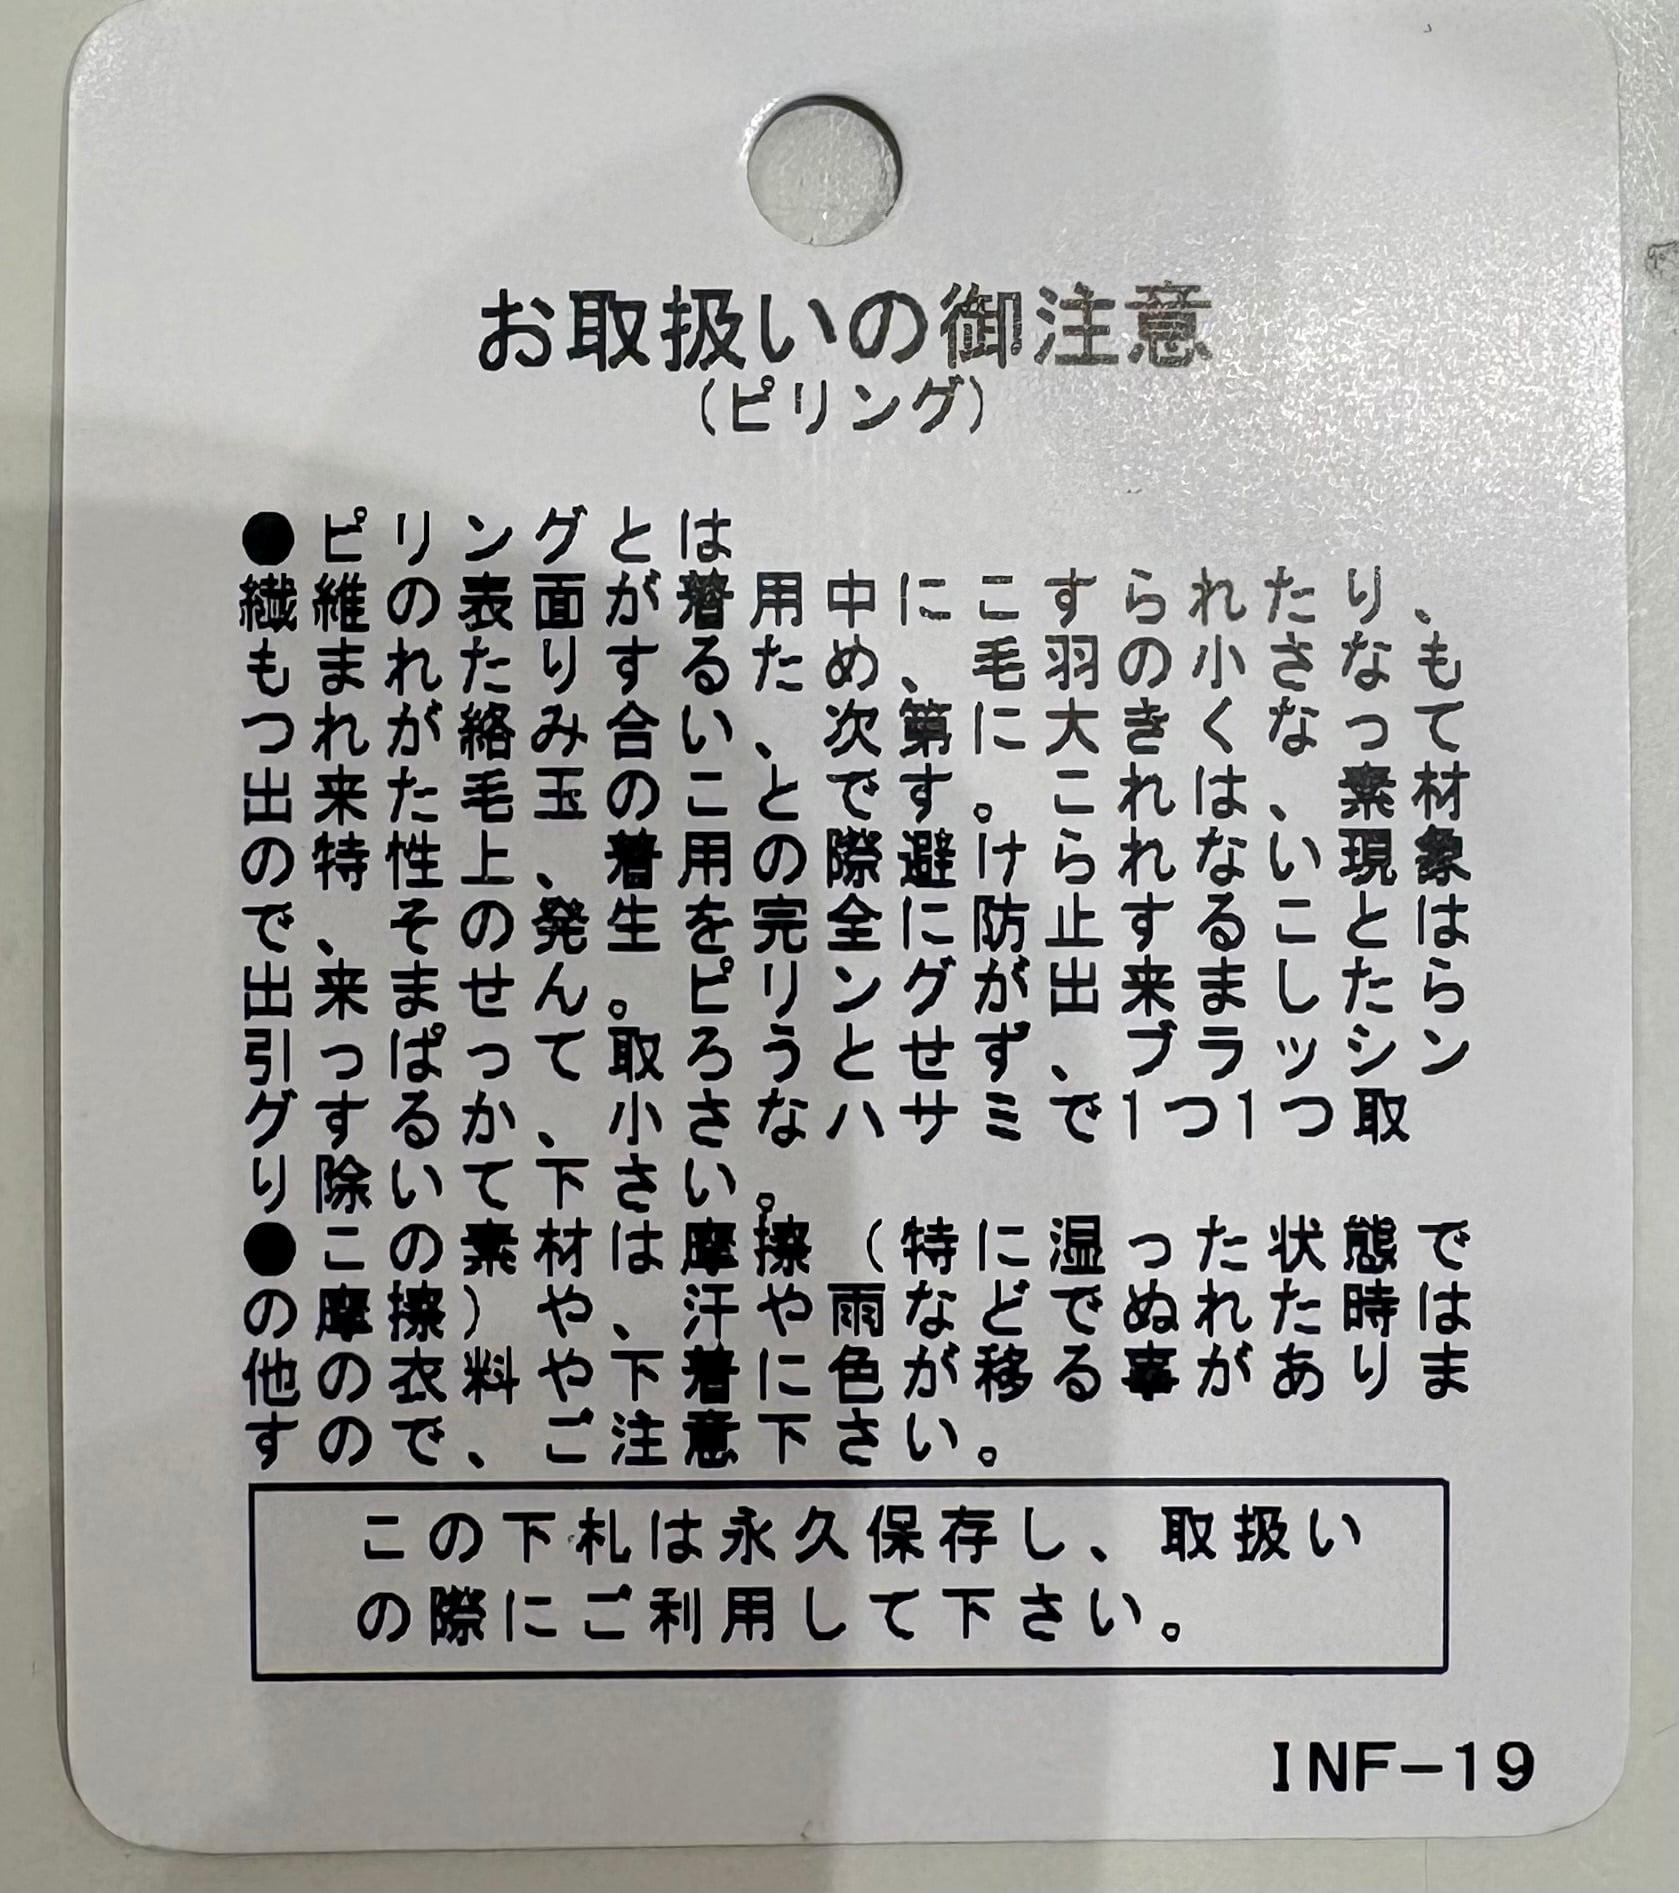 お取扱いの御注意
(ピリング)
●ピリングとは
繊維の表面が着用中にこすられたり、
もまれたりするため、毛羽の小さなも
つれが絡み合い、次第に大きくなって
出来た毛玉のことです。これは、素材
の特性上、着用の際避けられない現象
で、その発生を完全に防止することは
出来ません。ピリングが出来ましたら
引っぱって取ろうとせず、ブラッシン
グするか、小さなハサミで1つ1つ取
り除いて下さい。
●この素材は摩擦(特に湿った状態で
の摩擦)や、汗や雨などでぬれた時は
他の衣料や下着に色が移る事がありま
すので、ご注意下さい。
この下札は永久保存し、取扱い
の際にご利用して下さい。
INF-19